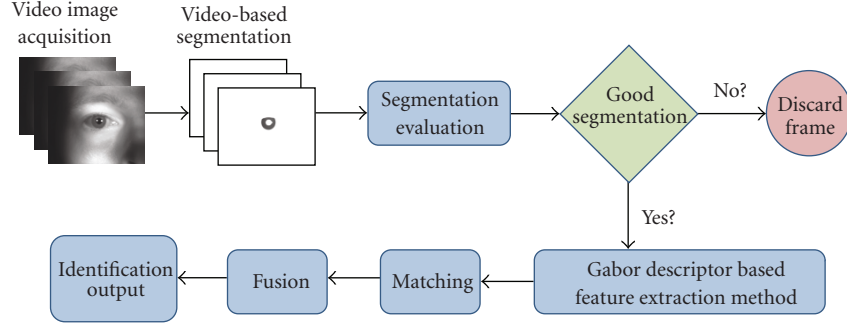 Video image
acquisition
Video-based
segmentation
Segmentation
evaluation
Good
segmentation
No?
Discard
frame
Yes?
Gabor descriptor based
feature extraction method
Matching
Fusion
Identification
output